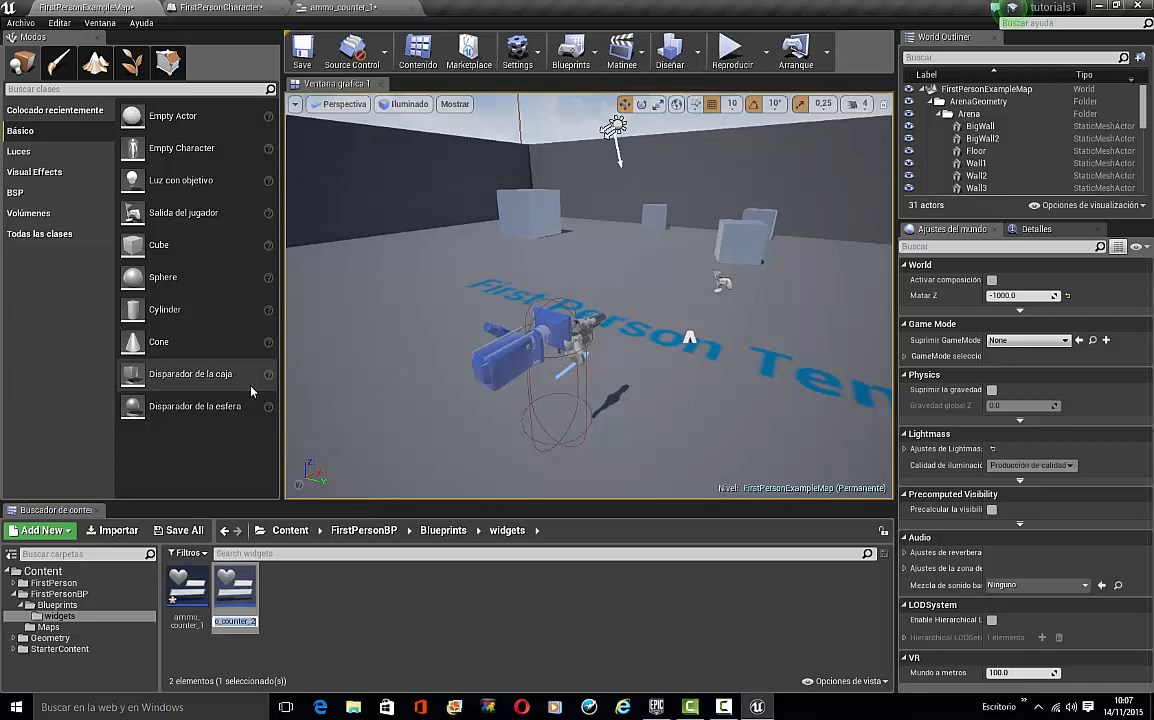 FirstPersonExampleMap*
FirstPersonCharacter*
ammo_counter_1*
tutorials1
Archivo Editar Ventana Ayuda
Buscar ayuda
Modos
Buscar clases
Colocado recientemente
Básico
Luces
Visual Effects
BSP
Volúmenes
Todas las clases
Empty Actor
Empty Character
Luz con objetivo
Salida del jugador
Cube
Sphere
Cylinder
Cone
Disparador de la caja
Disparador de la esfera
Save
Source Control
Contenido
Marketplace
Settings
Blueprints
Matinee
Diseñar
Reproducir
Arranque
Ventana gráfica 1
Perspectiva
Iluminado
Mostrar
10
10°
0,25
4
First Person Tem
Z
X
Y
Nivel: FirstPersonExampleMap (Permanente)
World Outliner
Buscar...
Label Tipo
FirstPersonExampleMap World
ArenaGeometry Folder
Arena Folder
BigWall StaticMeshActor
BigWall2 StaticMeshActor
Floor StaticMeshActor
Wall1 StaticMeshActor
Wall2 StaticMeshActor
Wall3 StaticMeshActor
31 actors
Opciones de visualización
Ajustes del mundo
Detalles
Buscar
World
Activar composición
Matar Z -1000.0
Game Mode
Suprimir GameMode None
GameMode selecci
Physics
Suprimir la gravedad
Gravedad global Z 0.0
Lightmass
Ajustes de Lightmas:
Calidad de iluminaci Producción de calidad
Precomputed Visibility
Precalcular la visibili
Audio
Ajustes de reverbera
Ajustes de la zona de
Mezcla de sonido ba: Ninguno
LODSystem
Enable Hierarchical L
Hierarchical LODSetu 1 elements
VR
Mundo a metros 100.0
Buscador de conte
Add New
Importar
Save All
Content
FirstPersonBP
Blueprints
widgets
Buscar carpetas
Filtros
Search widgets
Content
FirstPerson
FirstPersonBP
Blueprints
widgets
Maps
Geometry
StarterContent
ammo_
counter_1
o_counter_2
2 elementos (1 seleccionado(s))
Opciones de vista
Buscar en la web y en Windows
Escritorio
10:07
14/11/2015